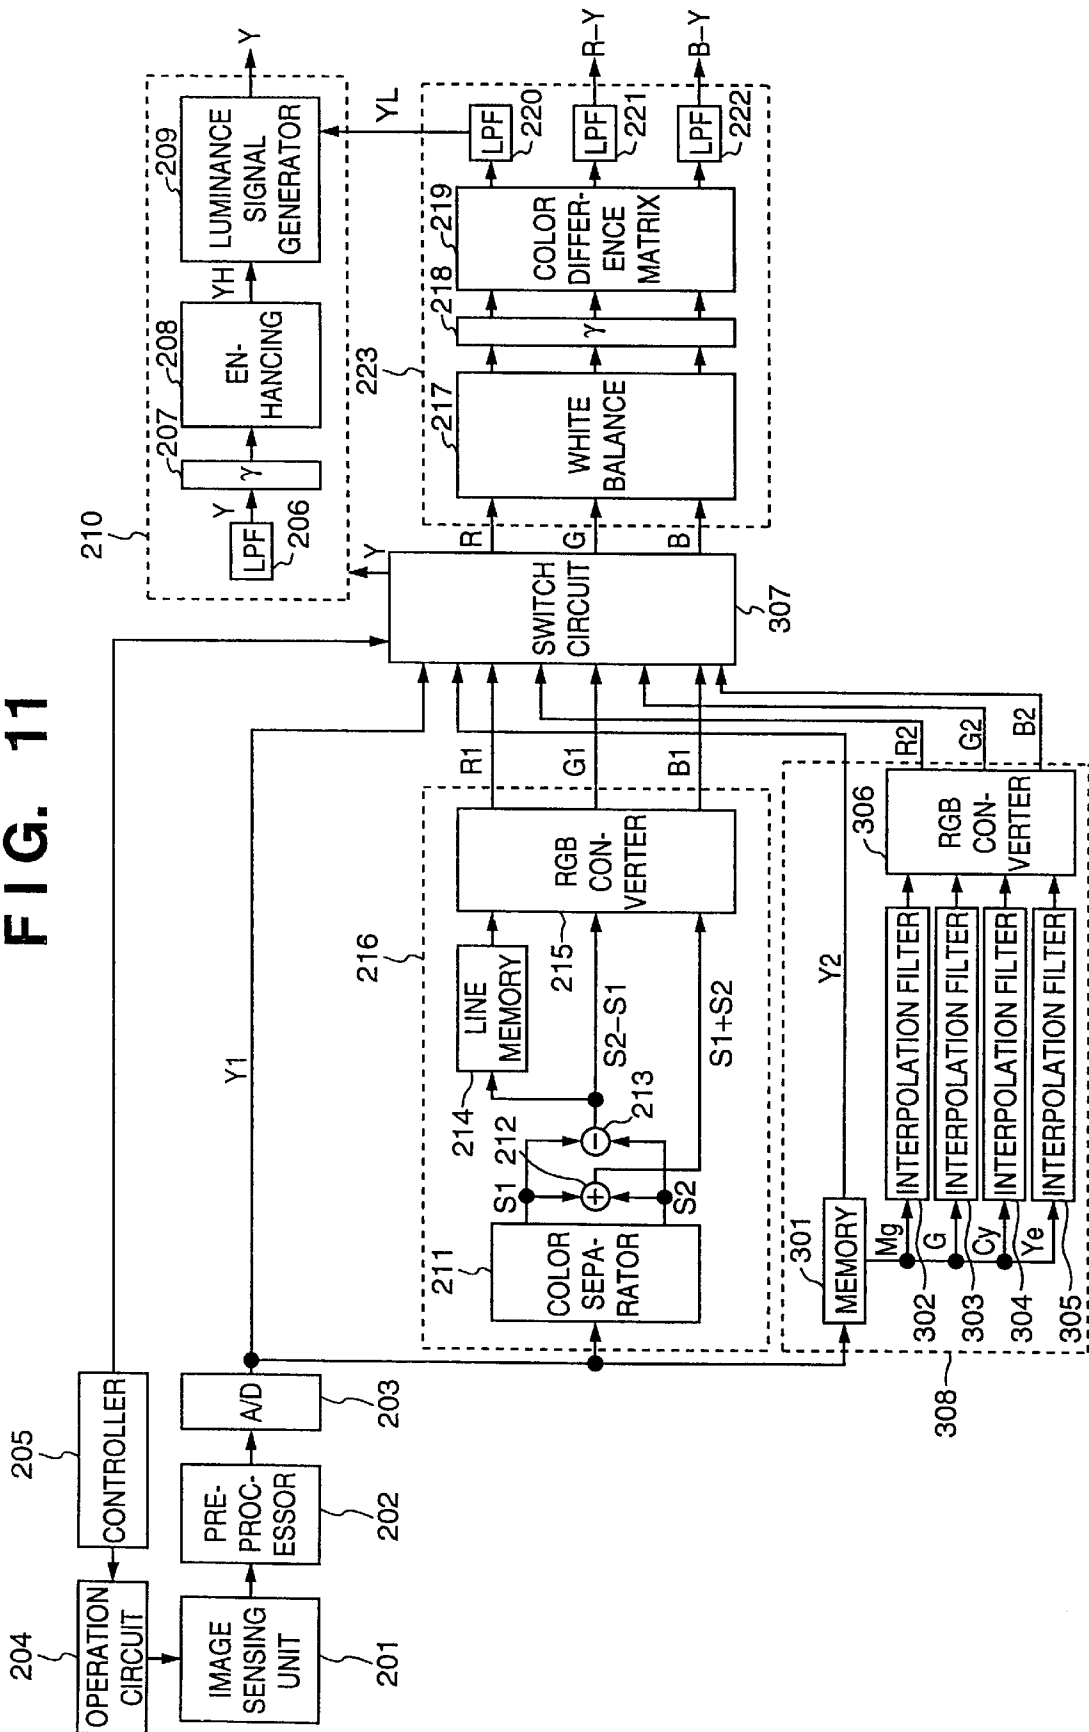 FIG. 11
204
OPERATION
CIRCUIT
205
CONTROLLER
IMAGE
SENSING
UNIT
201
PRE-
PROC-
ESSOR
202
A/D
203
Y1
210
LPF
206
Y
207
γ
208
EN-
HANCING
YH
209
LUMINANCE
SIGNAL
GENERATOR
Y
YL
216
211
COLOR
SEPA-
RATOR
S1
S2
212
+
-
213
214
LINE
MEMORY
S2-S1
S1+S2
215
RGB
CON-
VERTER
R1
G1
B1
SWITCH
CIRCUIT
307
Y
R
G
B
223
217
WHITE
BALANCE
218
γ
219
COLOR
DIFFER-
ENCE
MATRIX
LPF
220
LPF
221
LPF
222
R-Y
B-Y
308
301
MEMORY
Y2
Mg
G
Cy
Ye
302
303
304
305
INTERPOLATION FILTER
INTERPOLATION FILTER
INTERPOLATION FILTER
INTERPOLATION FILTER
306
RGB
CON-
VERTER
R2
G2
B2